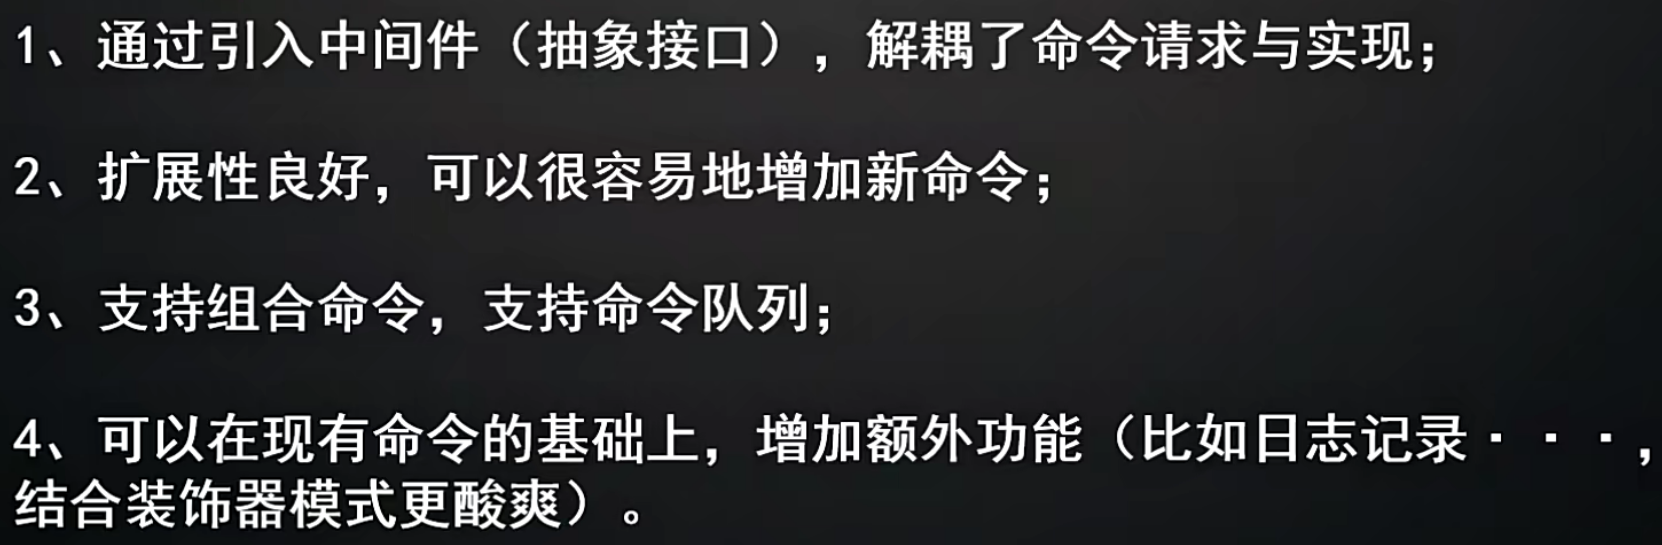 1、通过引入中间件（抽象接口），解耦了命令请求与实现；
2、扩展性良好，可以很容易地增加新命令；
3、支持组合命令，支持命令队列；
4、可以在现有命令的基础上，增加额外功能（比如日志记录···，
结合装饰器模式更酸爽）。